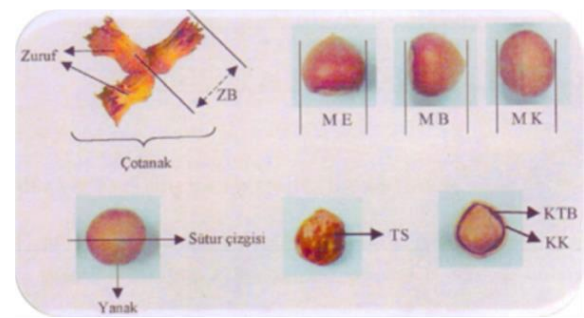 Zuruf
ZB
Çotanak
M E
M B
M K
Sütur çizgisi
Yanak
TS
KTB
KK